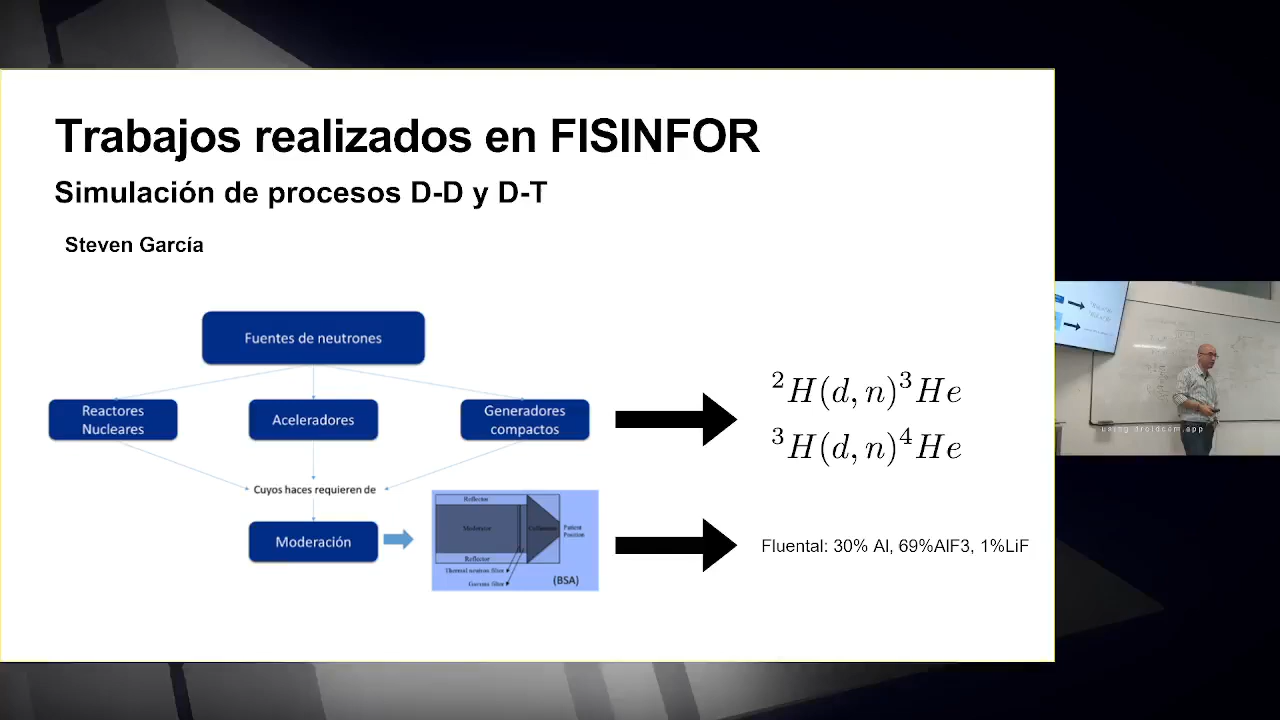 Trabajos realizados en FISINFOR
Simulación de procesos D-D y D-T
Steven García
Fuentes de neutrones
Reactores
Nucleares
Aceleradores
Generadores
compactos
Cuyos haces requieren de
Moderación
Reflector
Moderator
Collimator
Patient
Position
Reflector
Thermal neutron filter
Gamma filter
(BSA)
²H(d, n)³He
³H(d, n)⁴He
Fluental: 30% Al, 69%AlF3, 1%LiF
using droidcam.app